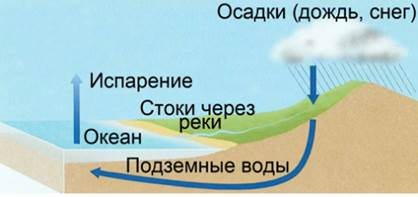 Осадки (дождь, снег)
Испарение
Стоки через
реки
Океан
Подземные воды